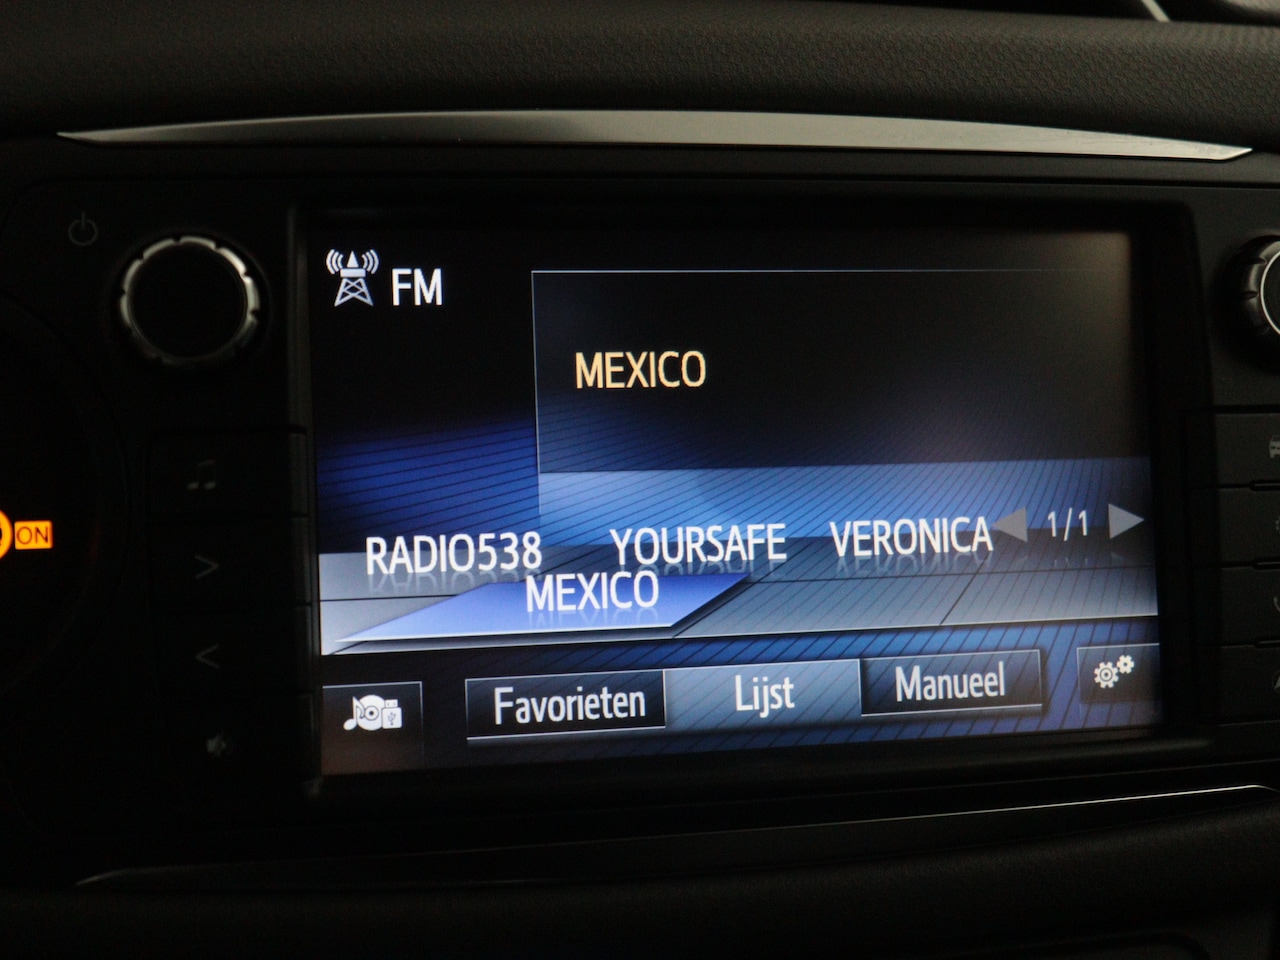 FM
MEXICO
RADIO538 YOURSAFE VERONICA 1/1
MEXICO
ON
Favorieten Lijst Manueel